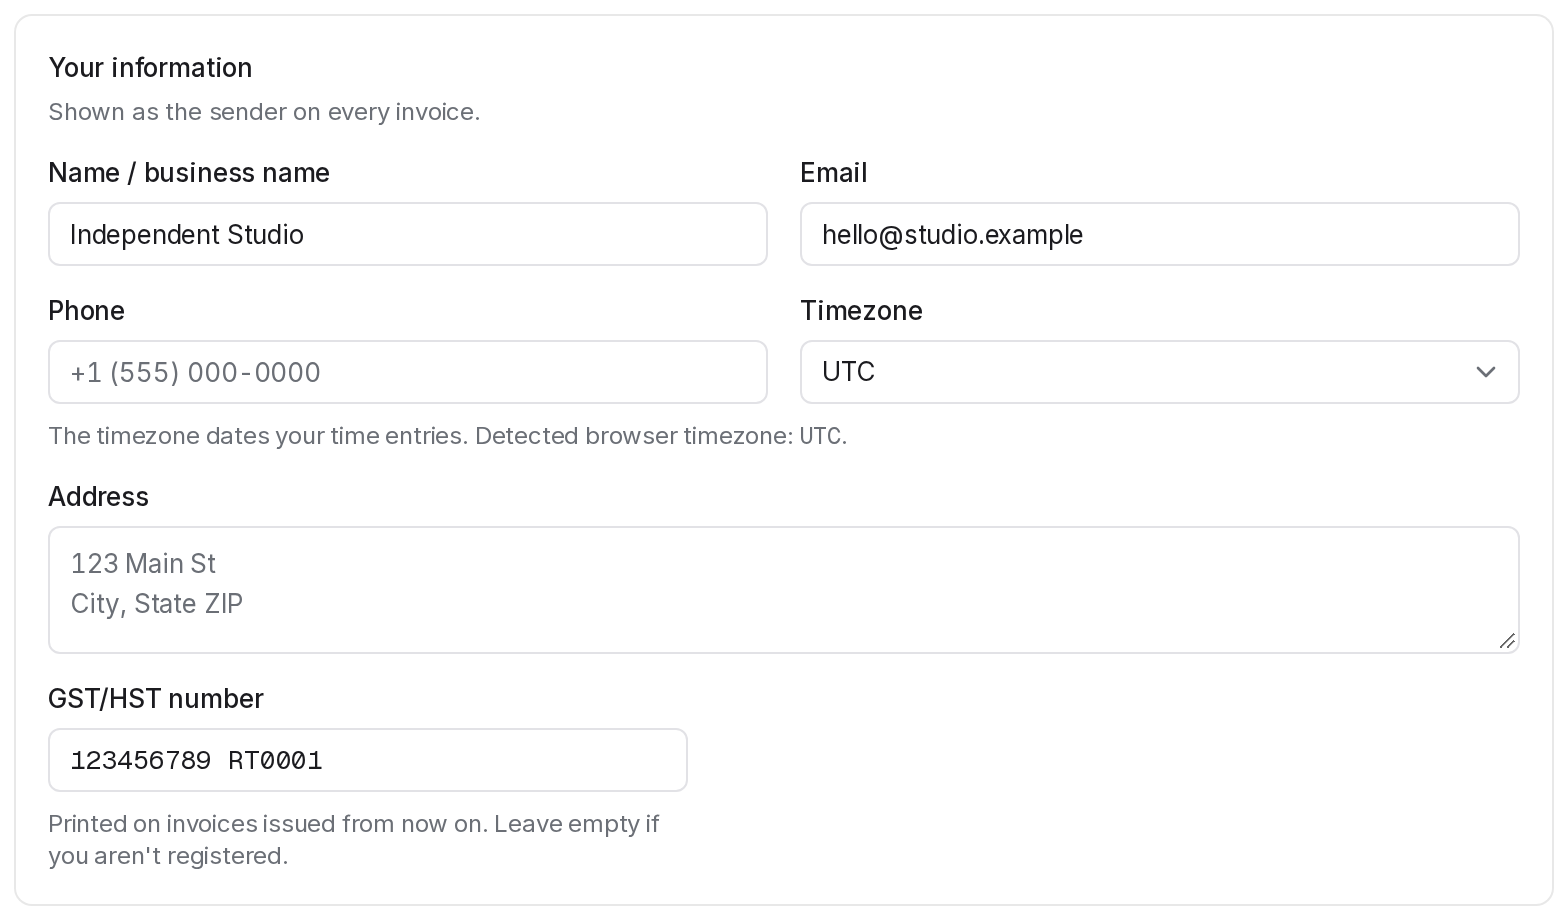 Your information
Shown as the sender on every invoice.
Name / business name
Independent Studio
Email
hello@studio.example
Phone
+1 (555) 000-0000
Timezone
UTC
The timezone dates your time entries. Detected browser timezone: UTC.
Address
123 Main St
City, State ZIP
GST/HST number
123456789 RT0001
Printed on invoices issued from now on. Leave empty if
you aren't registered.